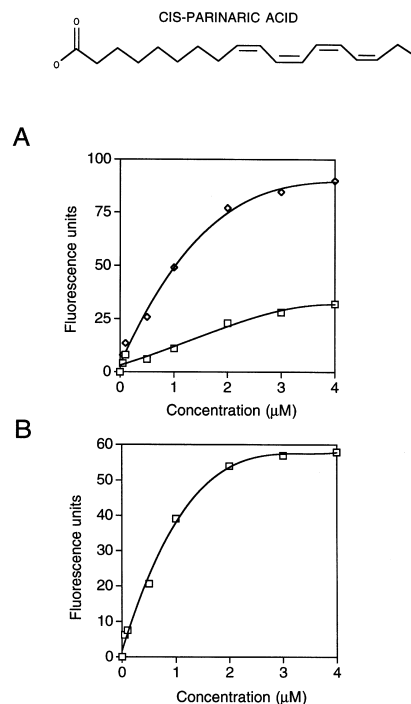 CIS-PARINARIC ACID
O
O
A
100
75
50
25
0
Fluorescence units
0 1 2 3 4
Concentration (μM)
B
60
50
40
30
20
10
0
Fluorescence units
0 1 2 3 4
Concentration (μM)